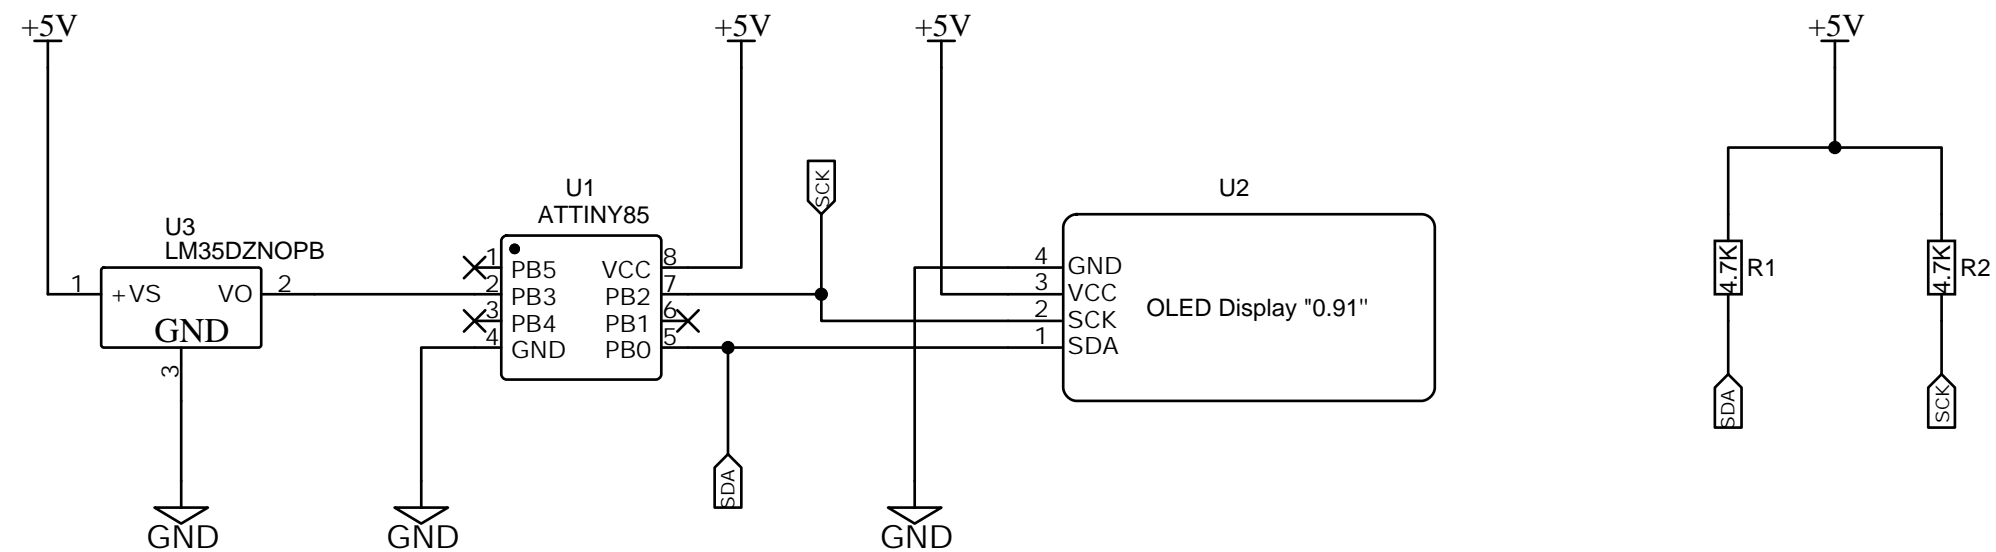 +5V
+5V
+5V
+5V
U3
LM35DZNOPB
1
+VS
VO
2
GND
3
GND
U1
ATTINY85
1
PB5
VCC
8
2
PB3
PB2
7
3
PB4
PB1
6
4
GND
PB0
5
GND
SCK
SDA
U2
4
GND
3
VCC
2
SCK
1
SDA
OLED Display "0.91"
GND
4.7K
R1
4.7K
R2
SDA
SCK